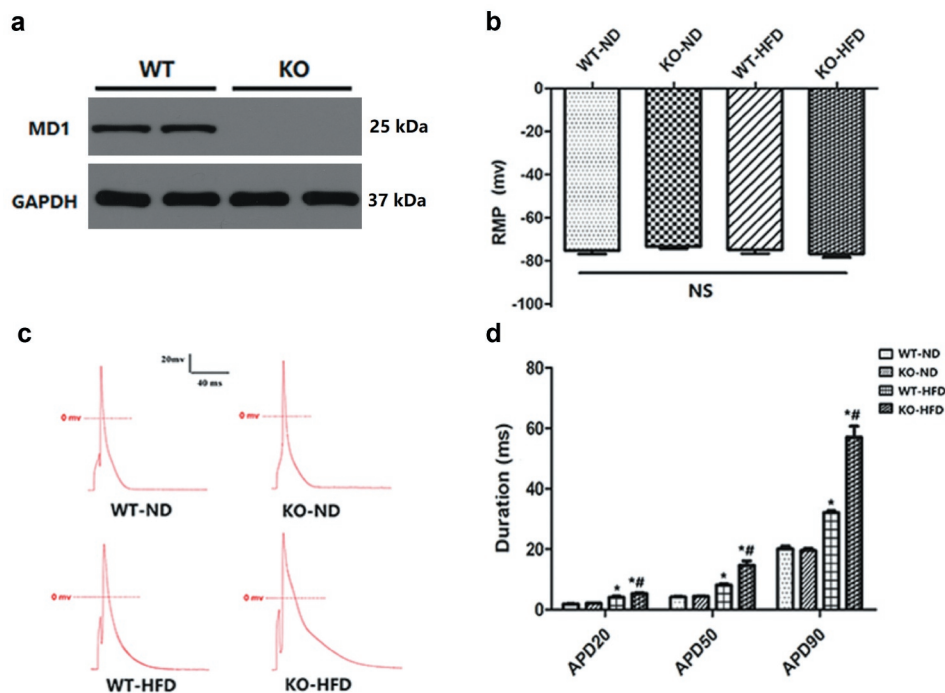 a
WT KO
MD1 25 kDa
GAPDH 37 kDa
b
WT-ND KO-ND WT-HFD KO-HFD
0
-20
-40
-60
-80
-100
RMP (mv)
NS
c
20mv
40 ms
0 mv
0 mv
WT-ND KO-ND
0 mv
0 mv
WT-HFD KO-HFD
d
WT-ND
KO-ND
WT-HFD
KO-HFD
80
60
40
20
0
Duration (ms)
* *#
* *#
* *#
APD20 APD50 APD90